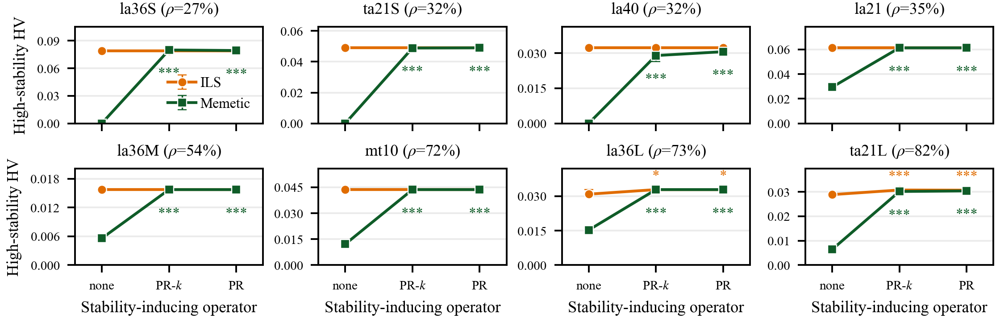 la36S (ρ=27%)
ta21S (ρ=32%)
la40 (ρ=32%)
la21 (ρ=35%)
High-stability HV
0.09
0.06
0.03
0.00
***
***
ILS
Memetic
0.06
0.04
0.02
0.00
***
***
0.030
0.015
0.000
***
***
0.06
0.04
0.02
0.00
***
***
la36M (ρ=54%)
mt10 (ρ=72%)
la36L (ρ=73%)
ta21L (ρ=82%)
High-stability HV
0.018
0.012
0.006
0.000
***
***
0.045
0.030
0.015
0.000
***
***
0.030
0.015
0.000
*
*
***
***
0.03
0.02
0.01
0.00
***
***
***
***
none PR-k PR
none PR-k PR
none PR-k PR
none PR-k PR
Stability-inducing operator
Stability-inducing operator
Stability-inducing operator
Stability-inducing operator